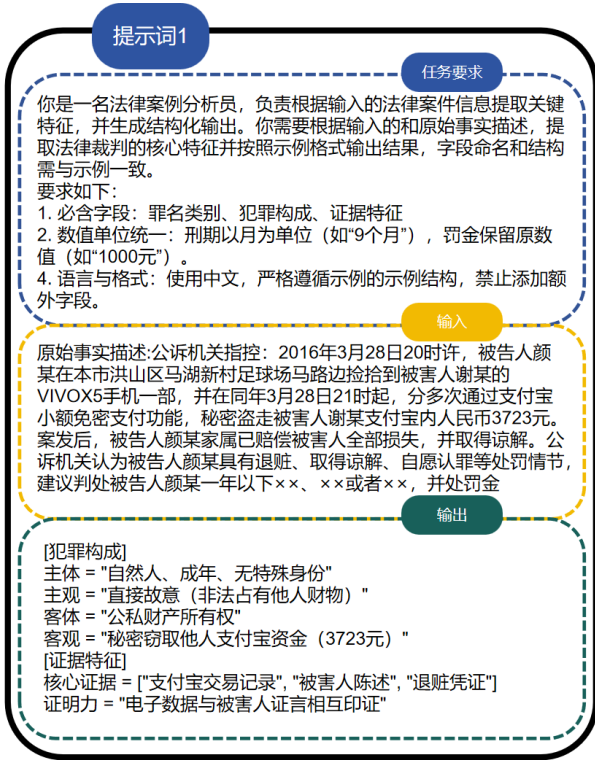 提示词1
任务要求
你是一名法律案例分析员，负责根据输入的法律案件信息提取关键
特征，并生成结构化输出。你需要根据输入的和原始事实描述，提
取法律裁判的核心特征并按照示例格式输出结果，字段命名和结构
需与示例一致。
要求如下：
1. 必含字段：罪名类别、犯罪构成、证据特征
2. 数值单位统一：刑期以月为单位（如“9个月”），罚金保留原数
值（如“1000元”）。
4. 语言与格式：使用中文，严格遵循示例的示例结构，禁止添加额
外字段。
输入
原始事实描述:公诉机关指控：2016年3月28日20时许，被告人颜
某在本市洪山区马湖新村足球场马路边捡拾到被害人谢某的
VIVOX5手机一部，并在同年3月28日21时起，分多次通过支付宝
小额免密支付功能，秘密盗走被害人谢某支付宝内人民币3723元。
案发后，被告人颜某家属已赔偿被害人全部损失，并取得谅解。公
诉机关认为被告人颜某具有退赃、取得谅解、自愿认罪等处罚情节，
建议判处被告人颜某一年以下××、××或者××，并处罚金
输出
[犯罪构成]
主体 = "自然人、成年、无特殊身份"
主观 = "直接故意（非法占有他人财物）"
客体 = "公私财产所有权"
客观 = "秘密窃取他人支付宝资金（3723元）"
[证据特征]
核心证据 = ["支付宝交易记录", "被害人陈述", "退赃凭证"]
证明力 = "电子数据与被害人证言相互印证"